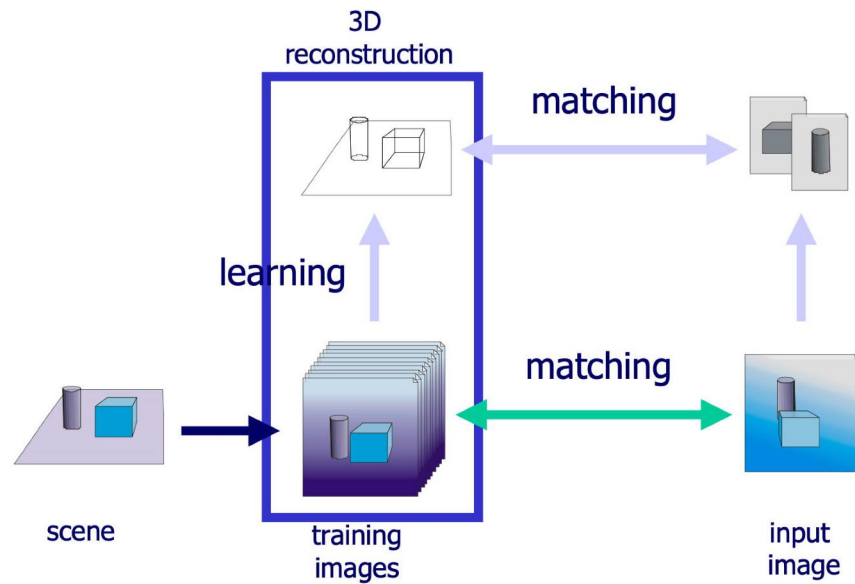 3D
reconstruction
matching
learning
matching
scene
training
images
input
image